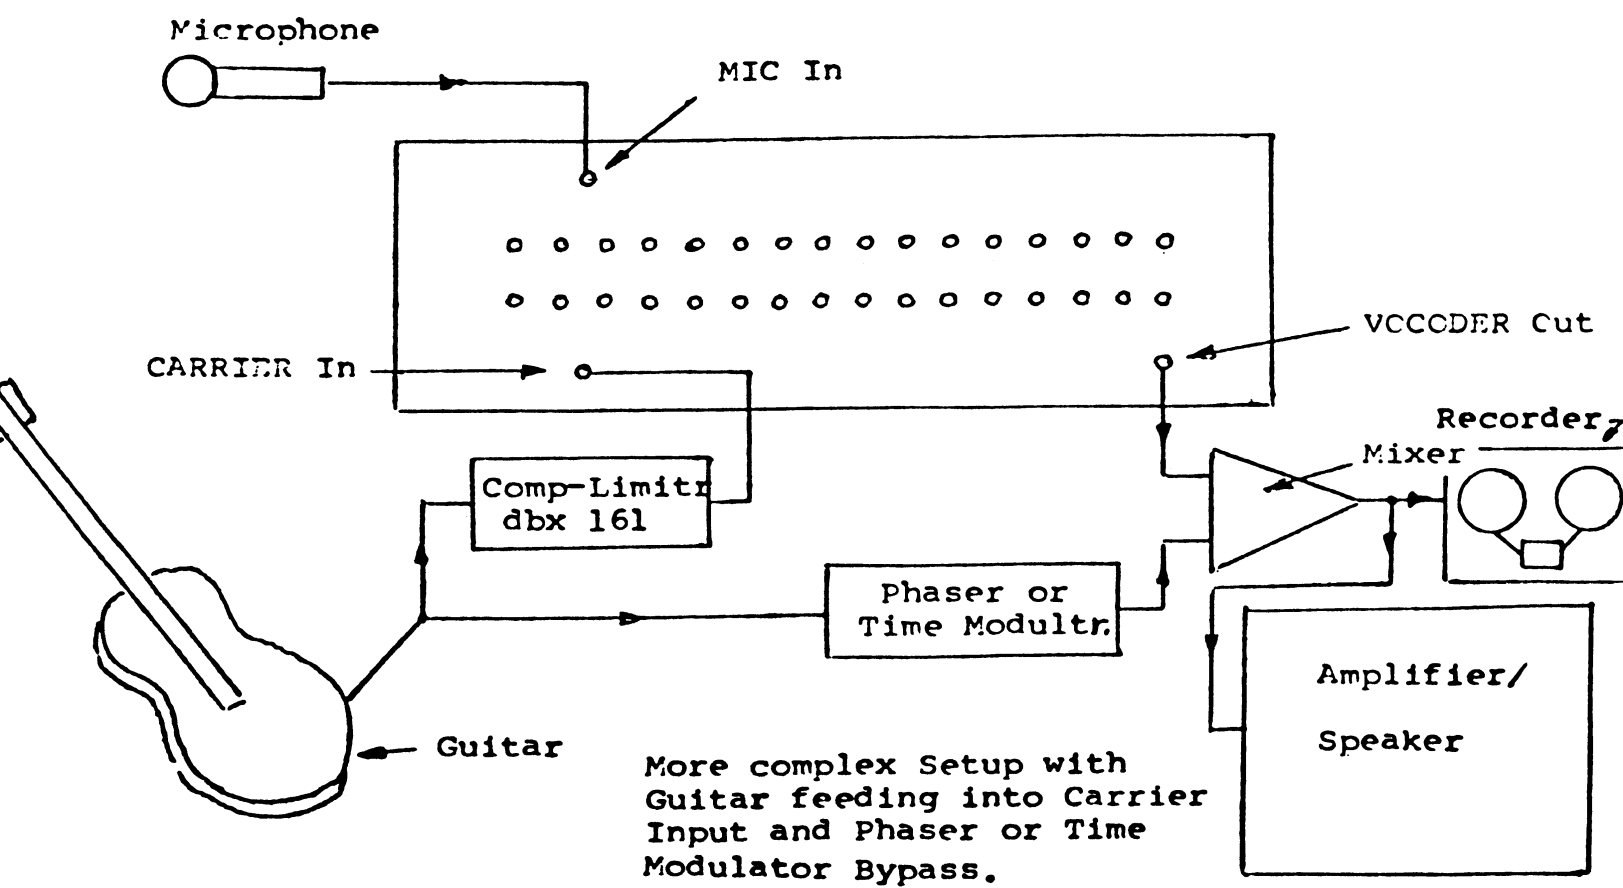 Microphone
MIC In
VOCODER Out
CARRIER In
Recorder
Mixer
Comp-Limitr
dbx 161
Phaser or
Time Modultr.
Amplifier/
Speaker
Guitar
More complex Setup with
Guitar feeding into Carrier
Input and Phaser or Time
Modulator Bypass.